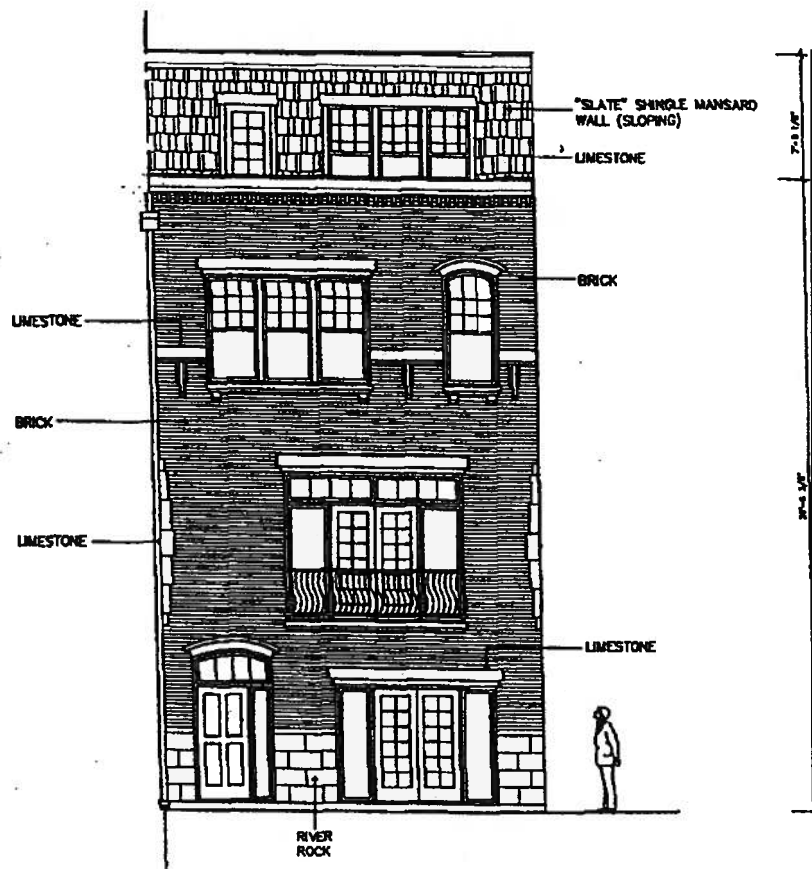 "SLATE" SHINGLE MANSARD
WALL (SLOPING)
LIMESTONE
BRICK
LIMESTONE
BRICK
LIMESTONE
LIMESTONE
RIVER
ROCK